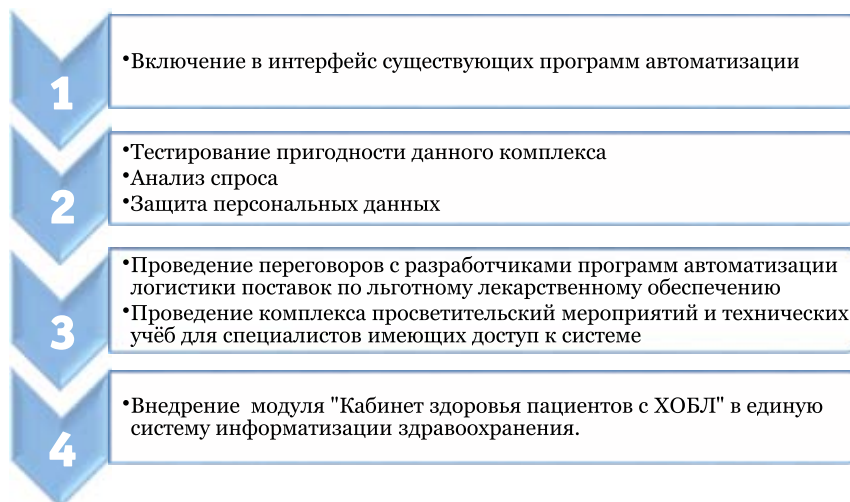 1
•Включение в интерфейс существующих программ автоматизации
2
•Тестирование пригодности данного комплекса
•Анализ спроса
•Защита персональных данных
3
•Проведение переговоров с разработчиками программ автоматизации
логистики поставок по льготному лекарственному обеспечению
•Проведение комплекса просветительский мероприятий и технических
учёб для специалистов имеющих доступ к системе
4
•Внедрение модуля "Кабинет здоровья пациентов с ХОБЛ" в единую
систему информатизации здравоохранения.